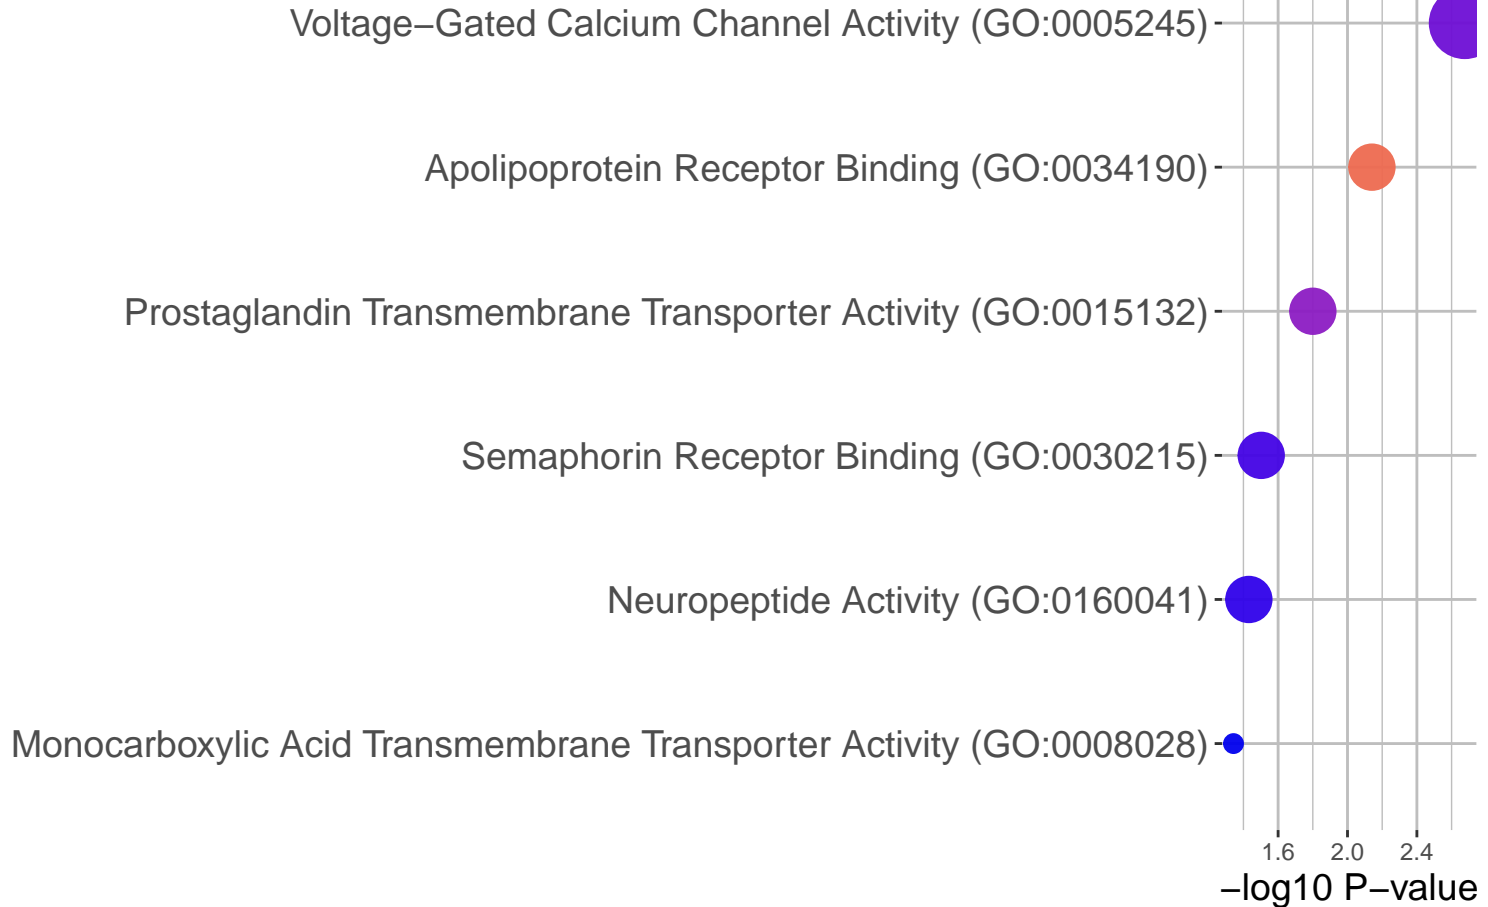 Voltage−Gated Calcium Channel Activity (GO:0005245)
Apolipoprotein Receptor Binding (GO:0034190)
Prostaglandin Transmembrane Transporter Activity (GO:0015132)
Semaphorin Receptor Binding (GO:0030215)
Neuropeptide Activity (GO:0160041)
Monocarboxylic Acid Transmembrane Transporter Activity (GO:0008028)
1.6 2.0 2.4
−log10 P−value